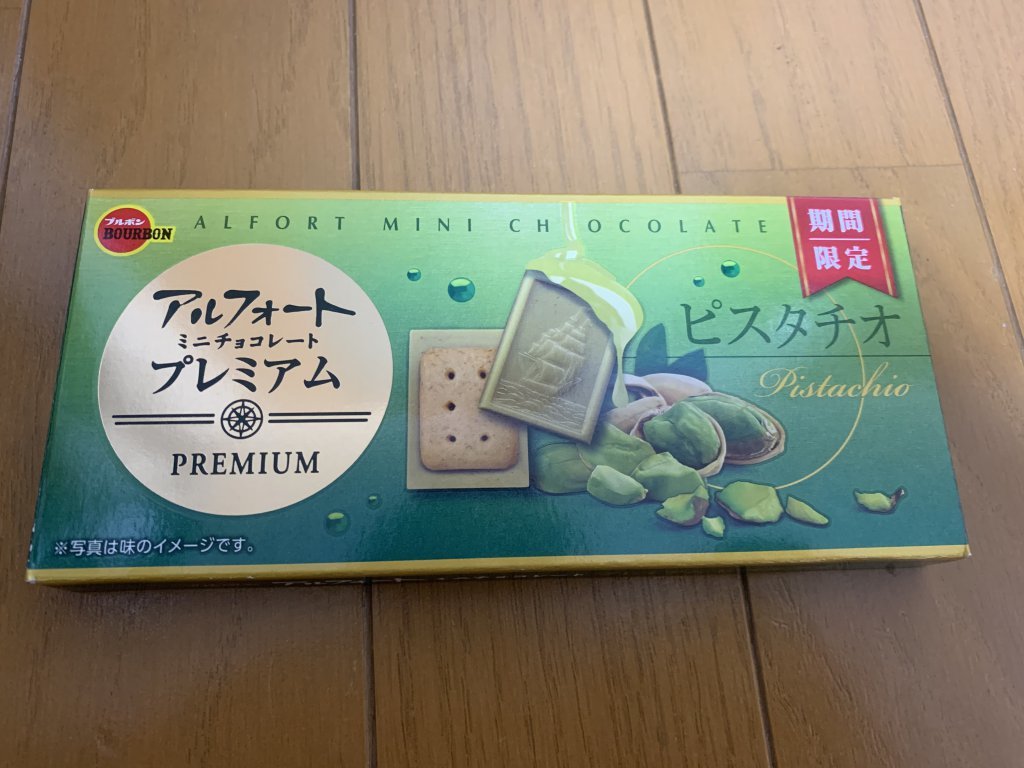 ブルボン
BOURBON
ALFORT MINI CHOCOLATE
期間
限定
アルフォート
ミニチョコレート
プレミアム
PREMIUM
ピスタチオ
Pistachio
※写真は味のイメージです。